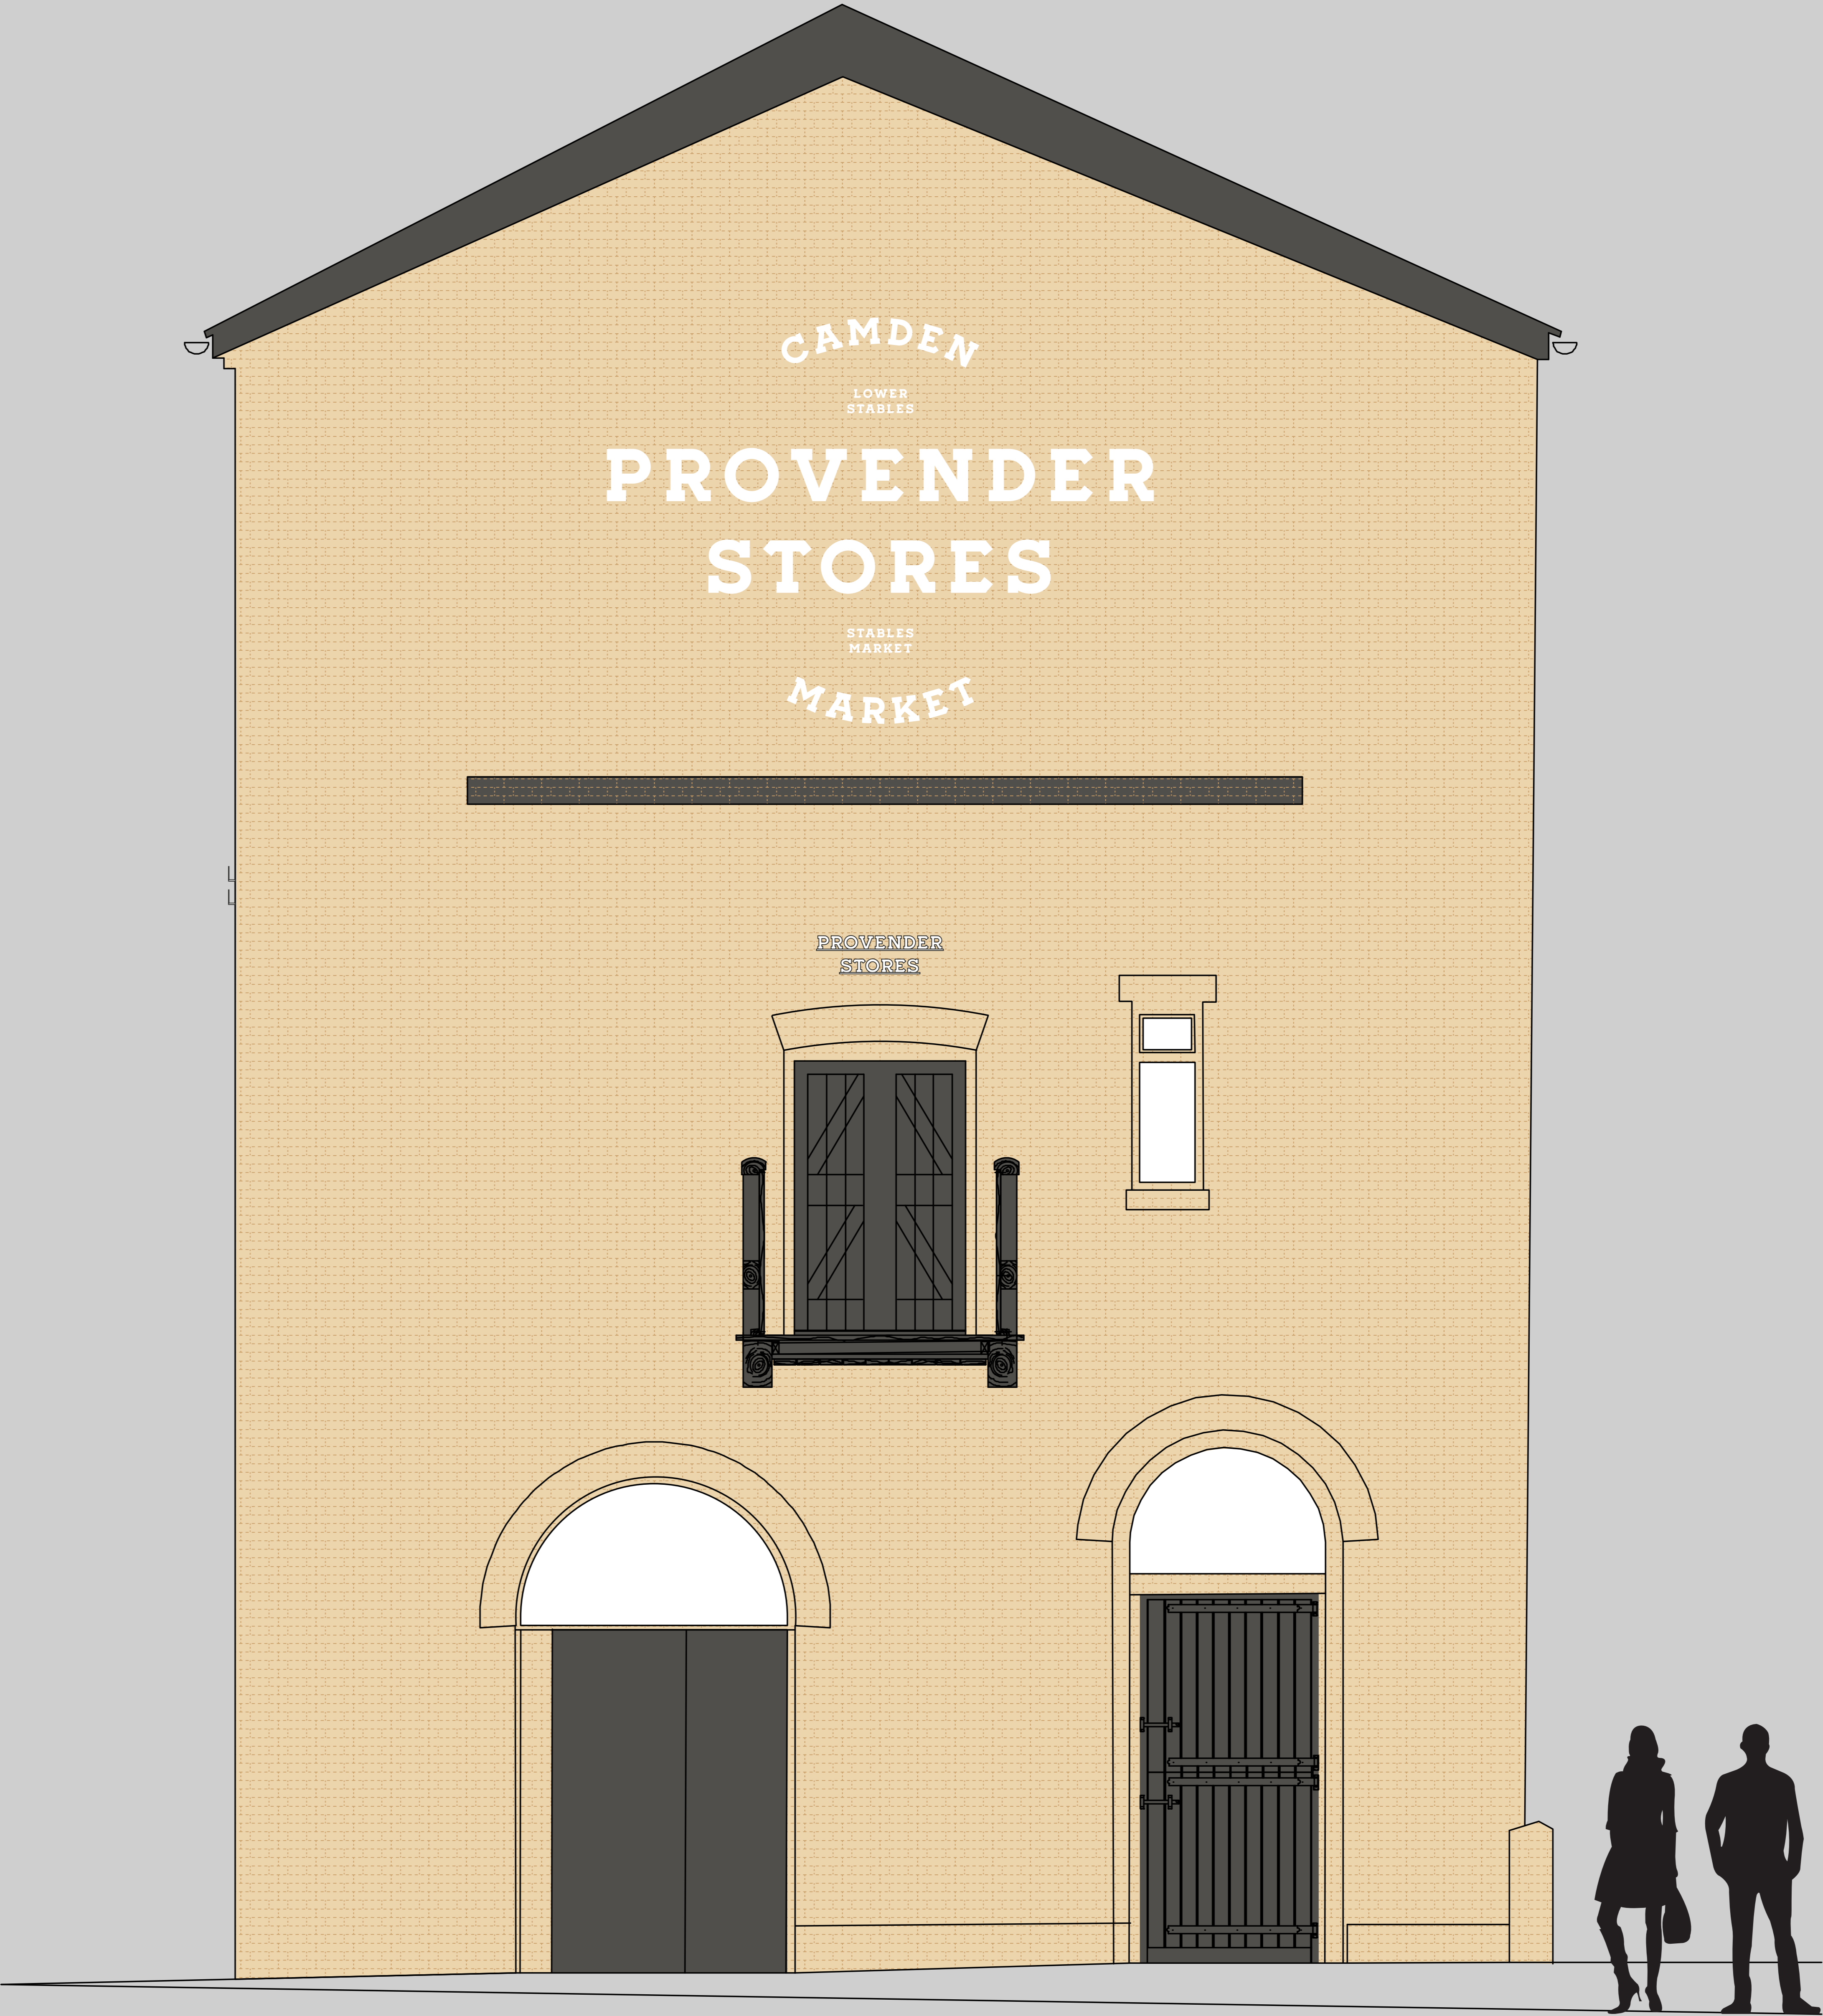 CAMDEN
LOWER
STABLES
PROVENDER
STORES
STABLES
MARKET
MARKET
PROVENDER
STORES